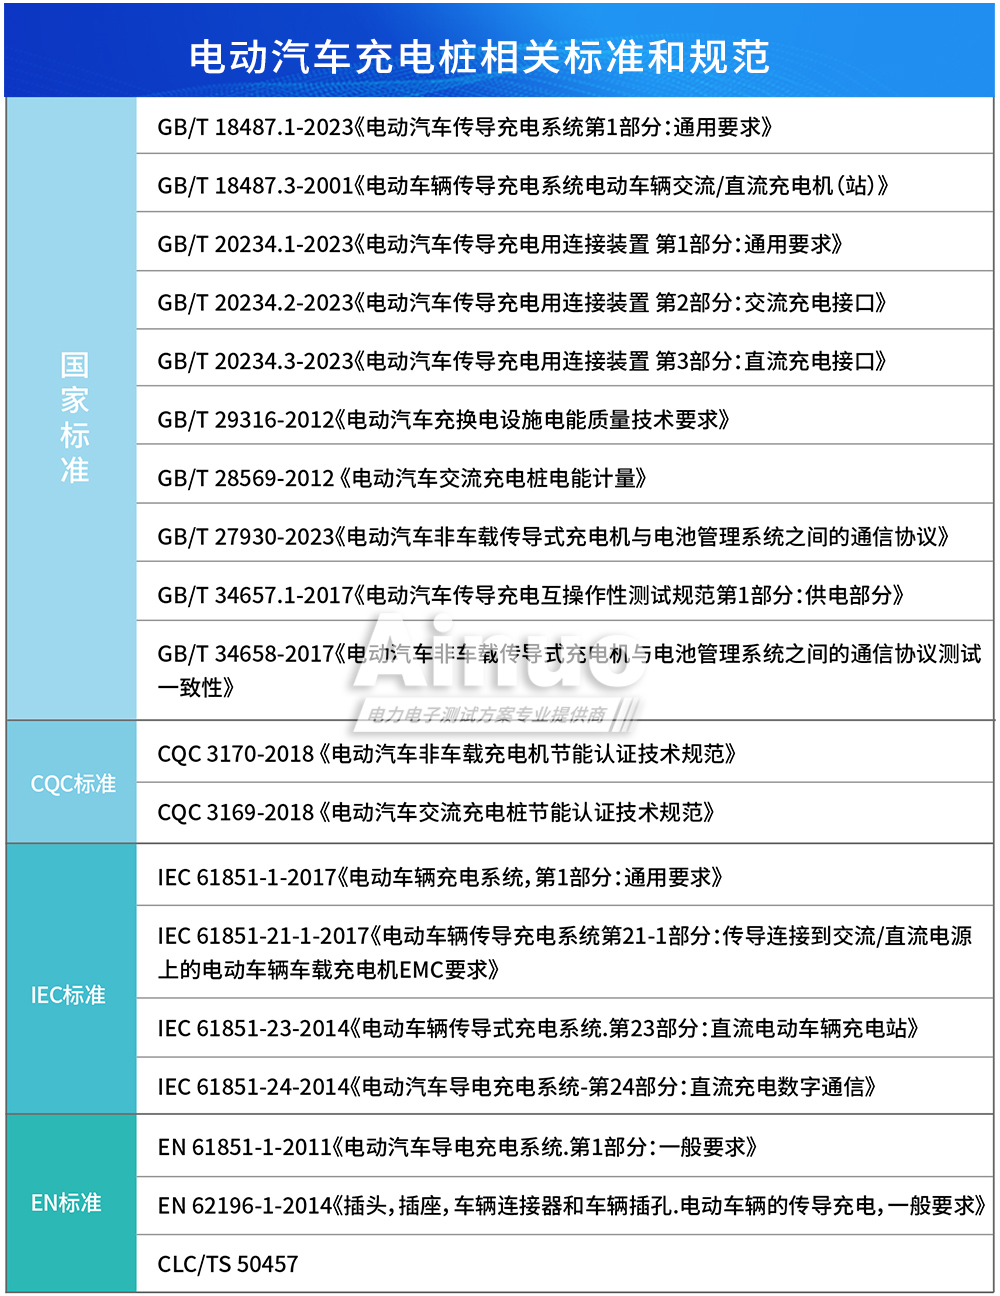 电动汽车充电桩相关标准和规范
国家标准
GB/T 18487.1-2023《电动汽车传导充电系统第1部分：通用要求》
GB/T 18487.3-2001《电动车辆传导充电系统电动车辆交流/直流充电机（站）》
GB/T 20234.1-2023《电动汽车传导充电用连接装置 第1部分：通用要求》
GB/T 20234.2-2023《电动汽车传导充电用连接装置 第2部分：交流充电接口》
GB/T 20234.3-2023《电动汽车传导充电用连接装置 第3部分：直流充电接口》
GB/T 29316-2012《电动汽车充换电设施电能质量技术要求》
GB/T 28569-2012《电动汽车交流充电桩电能计量》
GB/T 27930-2023《电动汽车非车载传导式充电机与电池管理系统之间的通信协议》
GB/T 34657.1-2017《电动汽车传导充电互操作性测试规范第1部分：供电部分》
GB/T 34658-2017《电动汽车非车载传导式充电机与电池管理系统之间的通信协议测试
一致性》
Ainuo
电力电子测试方案专业提供商
CQC标准
CQC 3170-2018《电动汽车非车载充电机节能认证技术规范》
CQC 3169-2018《电动汽车交流充电桩节能认证技术规范》
IEC标准
IEC 61851-1-2017《电动车辆充电系统，第1部分：通用要求》
IEC 61851-21-1-2017《电动车辆传导充电系统第21-1部分：传导连接到交流/直流电源
上的电动车辆车载充电机EMC要求》
IEC 61851-23-2014《电动车辆传导式充电系统.第23部分：直流电动车辆充电站》
IEC 61851-24-2014《电动汽车导电充电系统-第24部分：直流充电数字通信》
EN标准
EN 61851-1-2011《电动汽车导电充电系统.第1部分：一般要求》
EN 62196-1-2014《插头，插座，车辆连接器和车辆插孔.电动车辆的传导充电，一般要求》
CLC/TS 50457